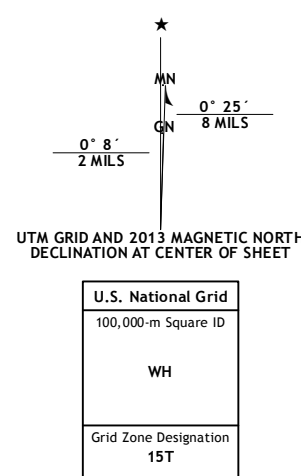 ★
MN
GN
0° 25´
8 MILS
0° 8´
2 MILS
UTM GRID AND 2013 MAGNETIC NORTH
DECLINATION AT CENTER OF SHEET
U.S. National Grid
100,000-m Square ID
WH
Grid Zone Designation
15T